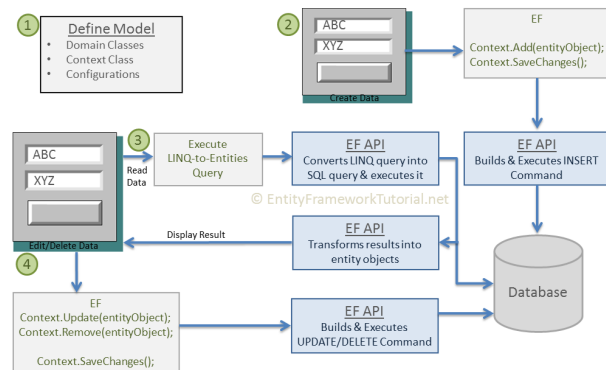 1
Define Model
• Domain Classes
• Context Class
• Configurations
2
ABC
XYZ
Create Data
EF
Context.Add(entityObject);
Context.SaveChanges();
ABC
XYZ
Edit/Delete Data
3
Read
Data
Execute
LINQ-to-Entities
Query
EF API
Converts LINQ query into
SQL query & executes it
EF API
Builds & Executes INSERT
Command
© EntityFrameworkTutorial.net
Display Result
EF API
Transforms results into
entity objects
Database
4
EF
Context.Update(entityObject);
Context.Remove(entityObject);
Context.SaveChanges();
EF API
Builds & Executes
UPDATE/DELETE Command